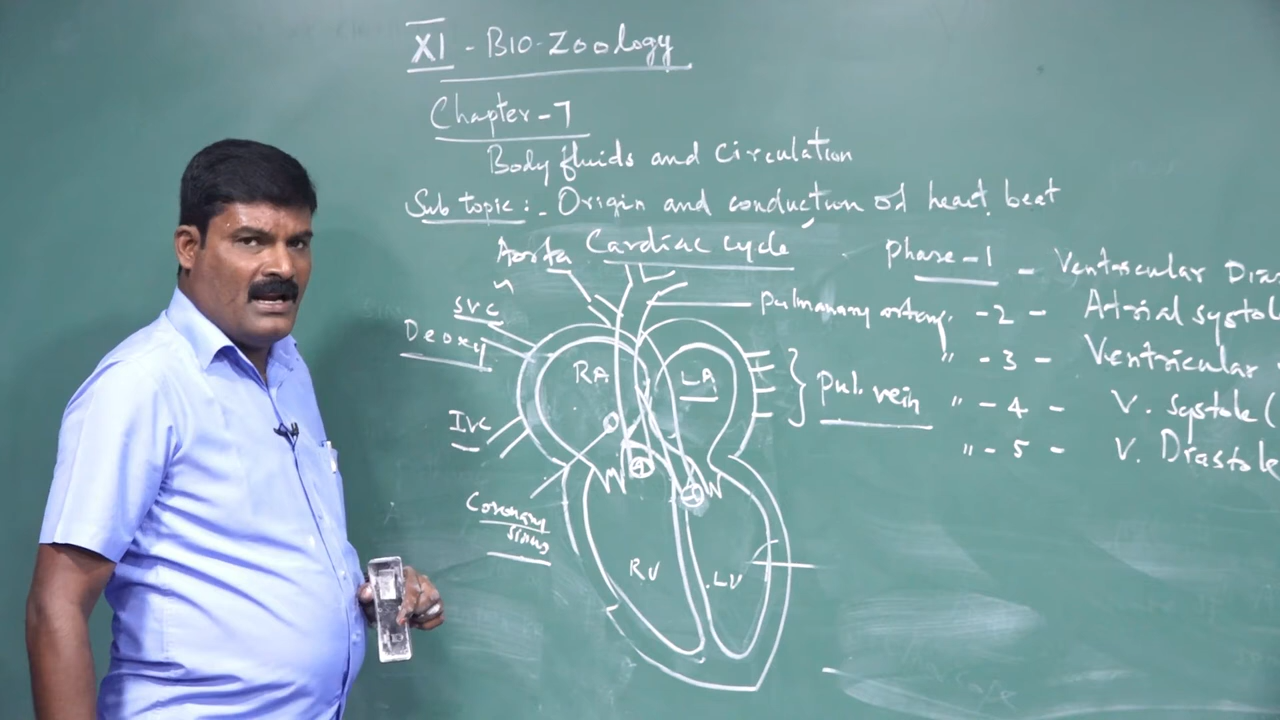 XI - Bio-Zoology
Chapter - 7
Body fluids and Circulation
Sub topic:- Origin and conduction of heart beat
Cardiac cycle
Phase - 1 - Ventricular
" - 2 - Atrial systole
" - 3 - Ventricular
" - 4 - V. Systole (
" - 5 - V. Diastole
Aorta
SVC
Deoxy
Pulmanary artery
RA
LA
Pul. vein
IVC
Coronary
sinus
RV
LV